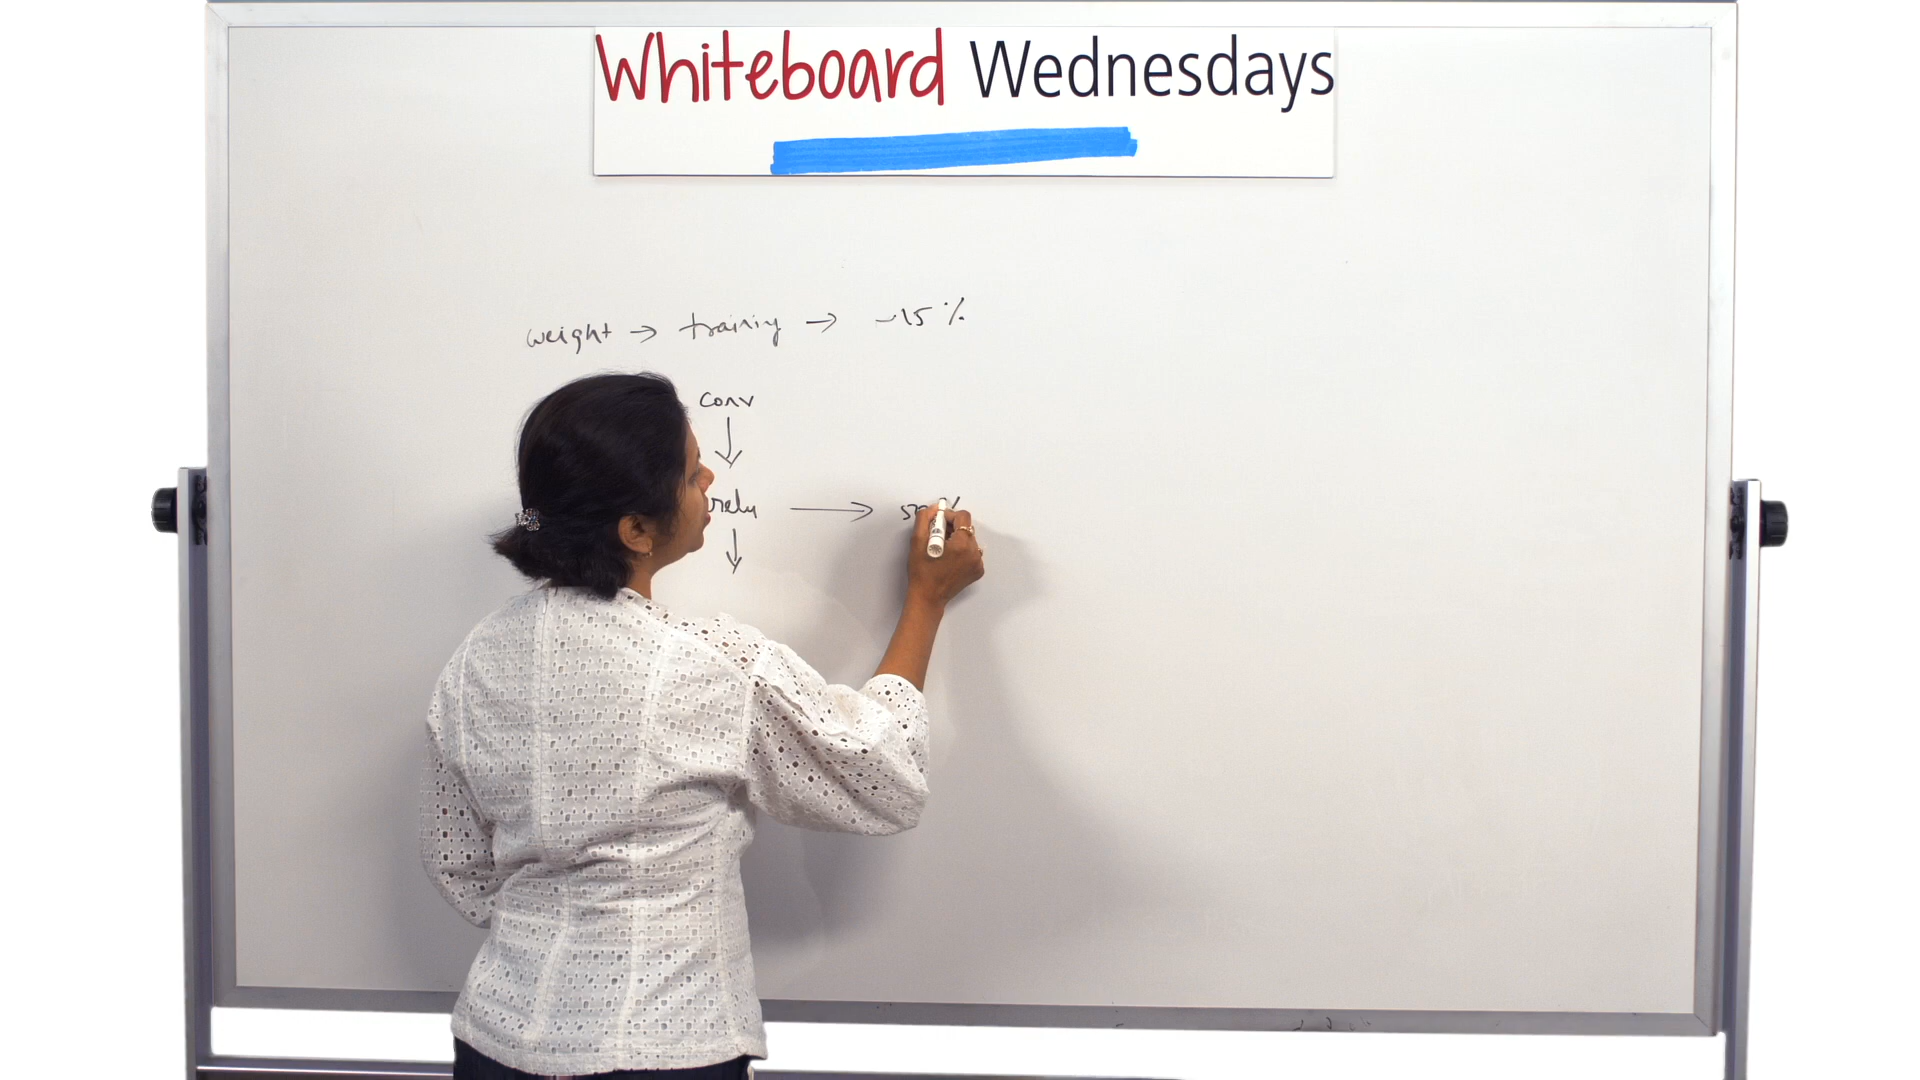 Whiteboard Wednesdays
weight → training → ~15%
conv
relu → %